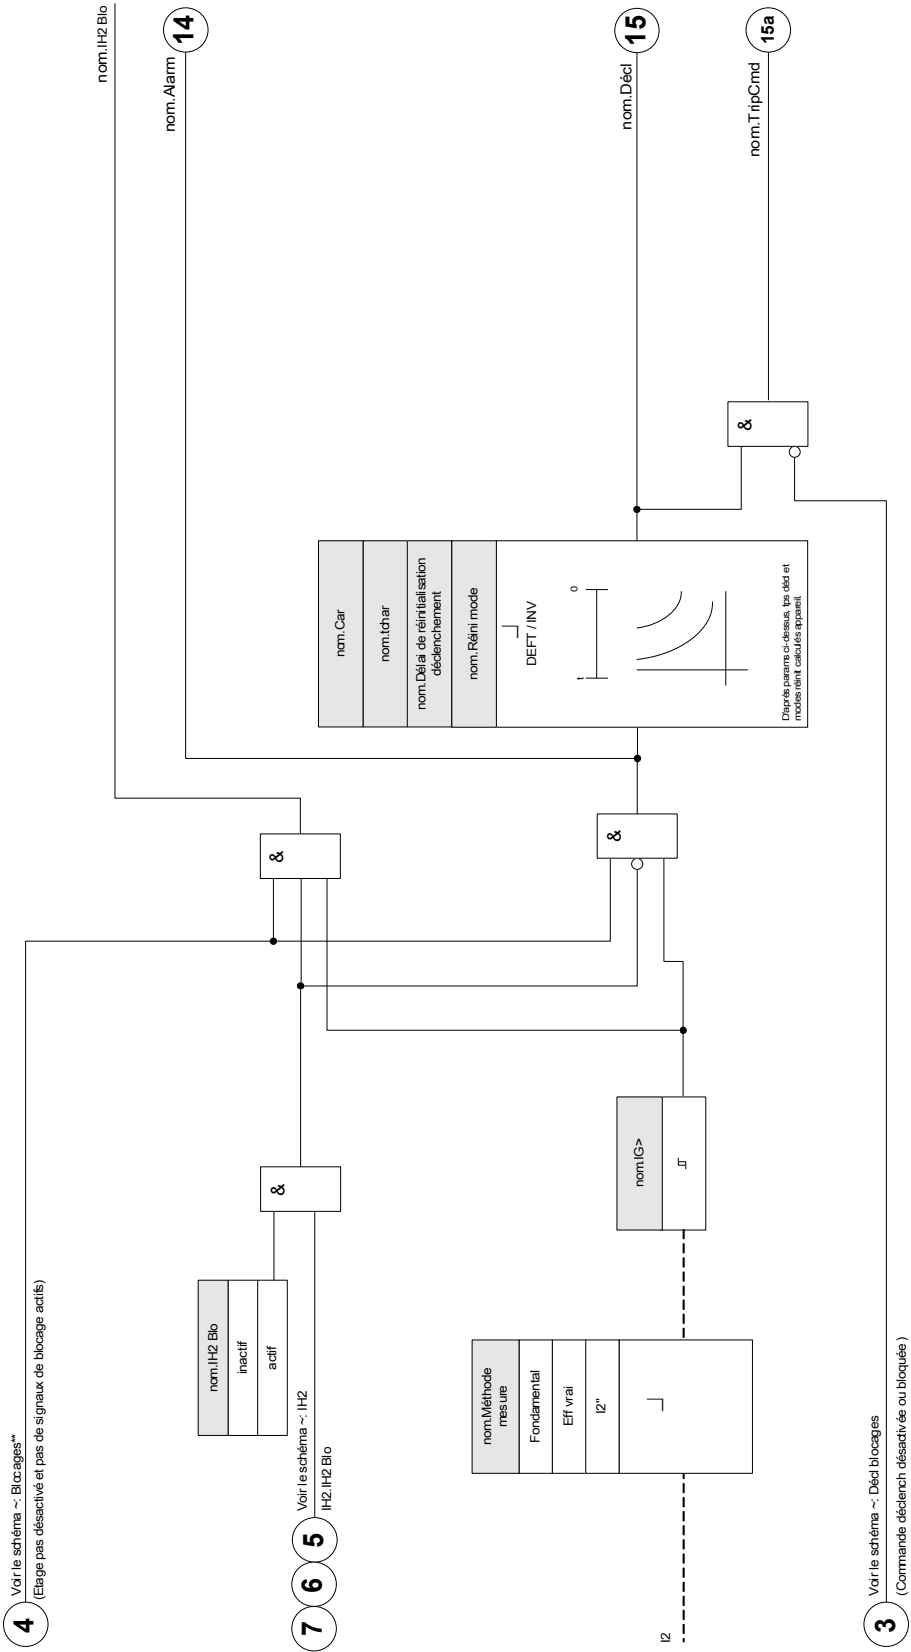 4
Voir le schéma ~: Blocages**
(Etage pas désactivé et pas de signaux de blocage actifs)
7
6
5
Voir le schéma ~: IH2
IH2.IH2 Blo
nom.IH2 Blo
inactif
actif
&
&
nom.IH2 Blo
nom.Alarm
14
I2
nom.Méthode
mesure
Fondamental
Eff vrai
I2"
nom.IG>
&
nom.Car
nom.tchar
nom.Délai de réinitialisation
déclenchement
nom.Réini mode
DEFT / INV
t
0
D'après params ci-dessus, tps décl et
modes réinit calculés appareil.
nom.Décl
15
3
Voir le schéma ~: Décl blocages
(Commande déclench désactivée ou bloquée )
&
nom.TripCmd
15a